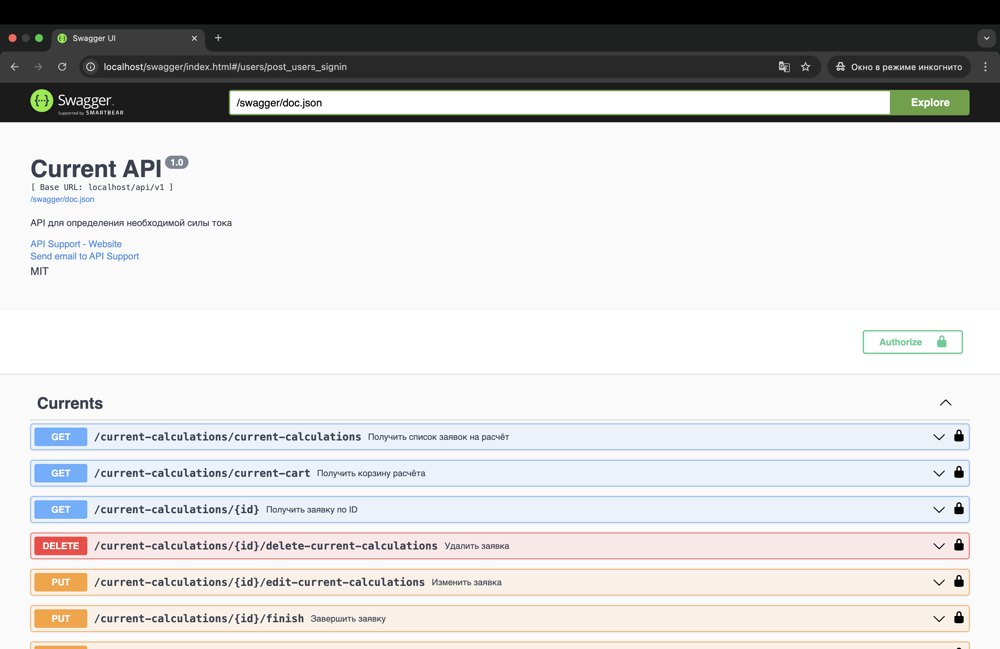 Swagger UI
localhost/swagger/index.html#/users/post_users_signin
Окно в режиме инкогнито
Swagger™
Supported by SMARTBEAR
/swagger/doc.json
Explore
Current API 1.0
[ Base URL: localhost/api/v1 ]
/swagger/doc.json
API для определения необходимой силы тока
API Support - Website
Send email to API Support
MIT
Authorize
Currents
GET /current-calculations/current-calculations Получить список заявок на расчёт
GET /current-calculations/current-cart Получить корзину расчёта
GET /current-calculations/{id} Получить заявку по ID
DELETE /current-calculations/{id}/delete-current-calculations Удалить заявка
PUT /current-calculations/{id}/edit-current-calculations Изменить заявка
PUT /current-calculations/{id}/finish Завершить заявку